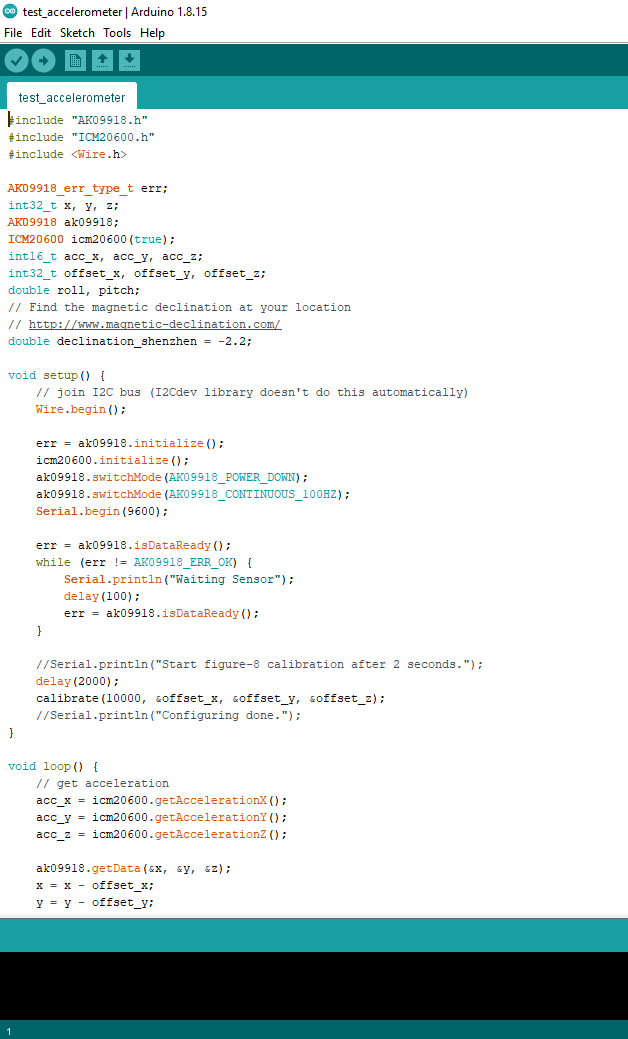 test_accelerometer | Arduino 1.8.15
File Edit Sketch Tools Help
test_accelerometer
#include "AK09918.h"
#include "ICM20600.h"
#include <Wire.h>
AK09918_err_type_t err;
int32_t x, y, z;
AK09918 ak09918;
ICM20600 icm20600(true);
int16_t acc_x, acc_y, acc_z;
int32_t offset_x, offset_y, offset_z;
double roll, pitch;
// Find the magnetic declination at your location
// http://www.magnetic-declination.com/
double declination_shenzhen = -2.2;
void setup() {
    // join I2C bus (I2Cdev library doesn't do this automatically)
    Wire.begin();
    err = ak09918.initialize();
    icm20600.initialize();
    ak09918.switchMode(AK09918_POWER_DOWN);
    ak09918.switchMode(AK09918_CONTINUOUS_100HZ);
    Serial.begin(9600);
    err = ak09918.isDataReady();
    while (err != AK09918_ERR_OK) {
        Serial.println("Waiting Sensor");
        delay(100);
        err = ak09918.isDataReady();
    }
    //Serial.println("Start figure-8 calibration after 2 seconds.");
    delay(2000);
    calibrate(10000, &offset_x, &offset_y, &offset_z);
    //Serial.println("Configuring done.");
}
void loop() {
    // get acceleration
    acc_x = icm20600.getAccelerationX();
    acc_y = icm20600.getAccelerationY();
    acc_z = icm20600.getAccelerationZ();
    ak09918.getData(&x, &y, &z);
    x = x - offset_x;
    y = y - offset_y;
1